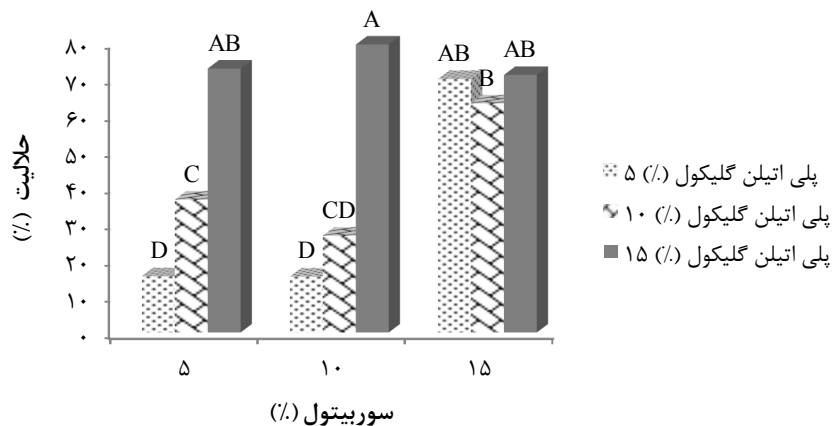 حلالیت (٪)
۸۰
۷۰
۶۰
۵۰
۴۰
۳۰
۲۰
۱۰
۰
D
C
AB
D
CD
A
AB
B
AB
۵
۱۰
۱۵
سوربیتول (٪)
پلی اتیلن گلیکول (٪) ۵
پلی اتیلن گلیکول (٪) ۱۰
پلی اتیلن گلیکول (٪) ۱۵